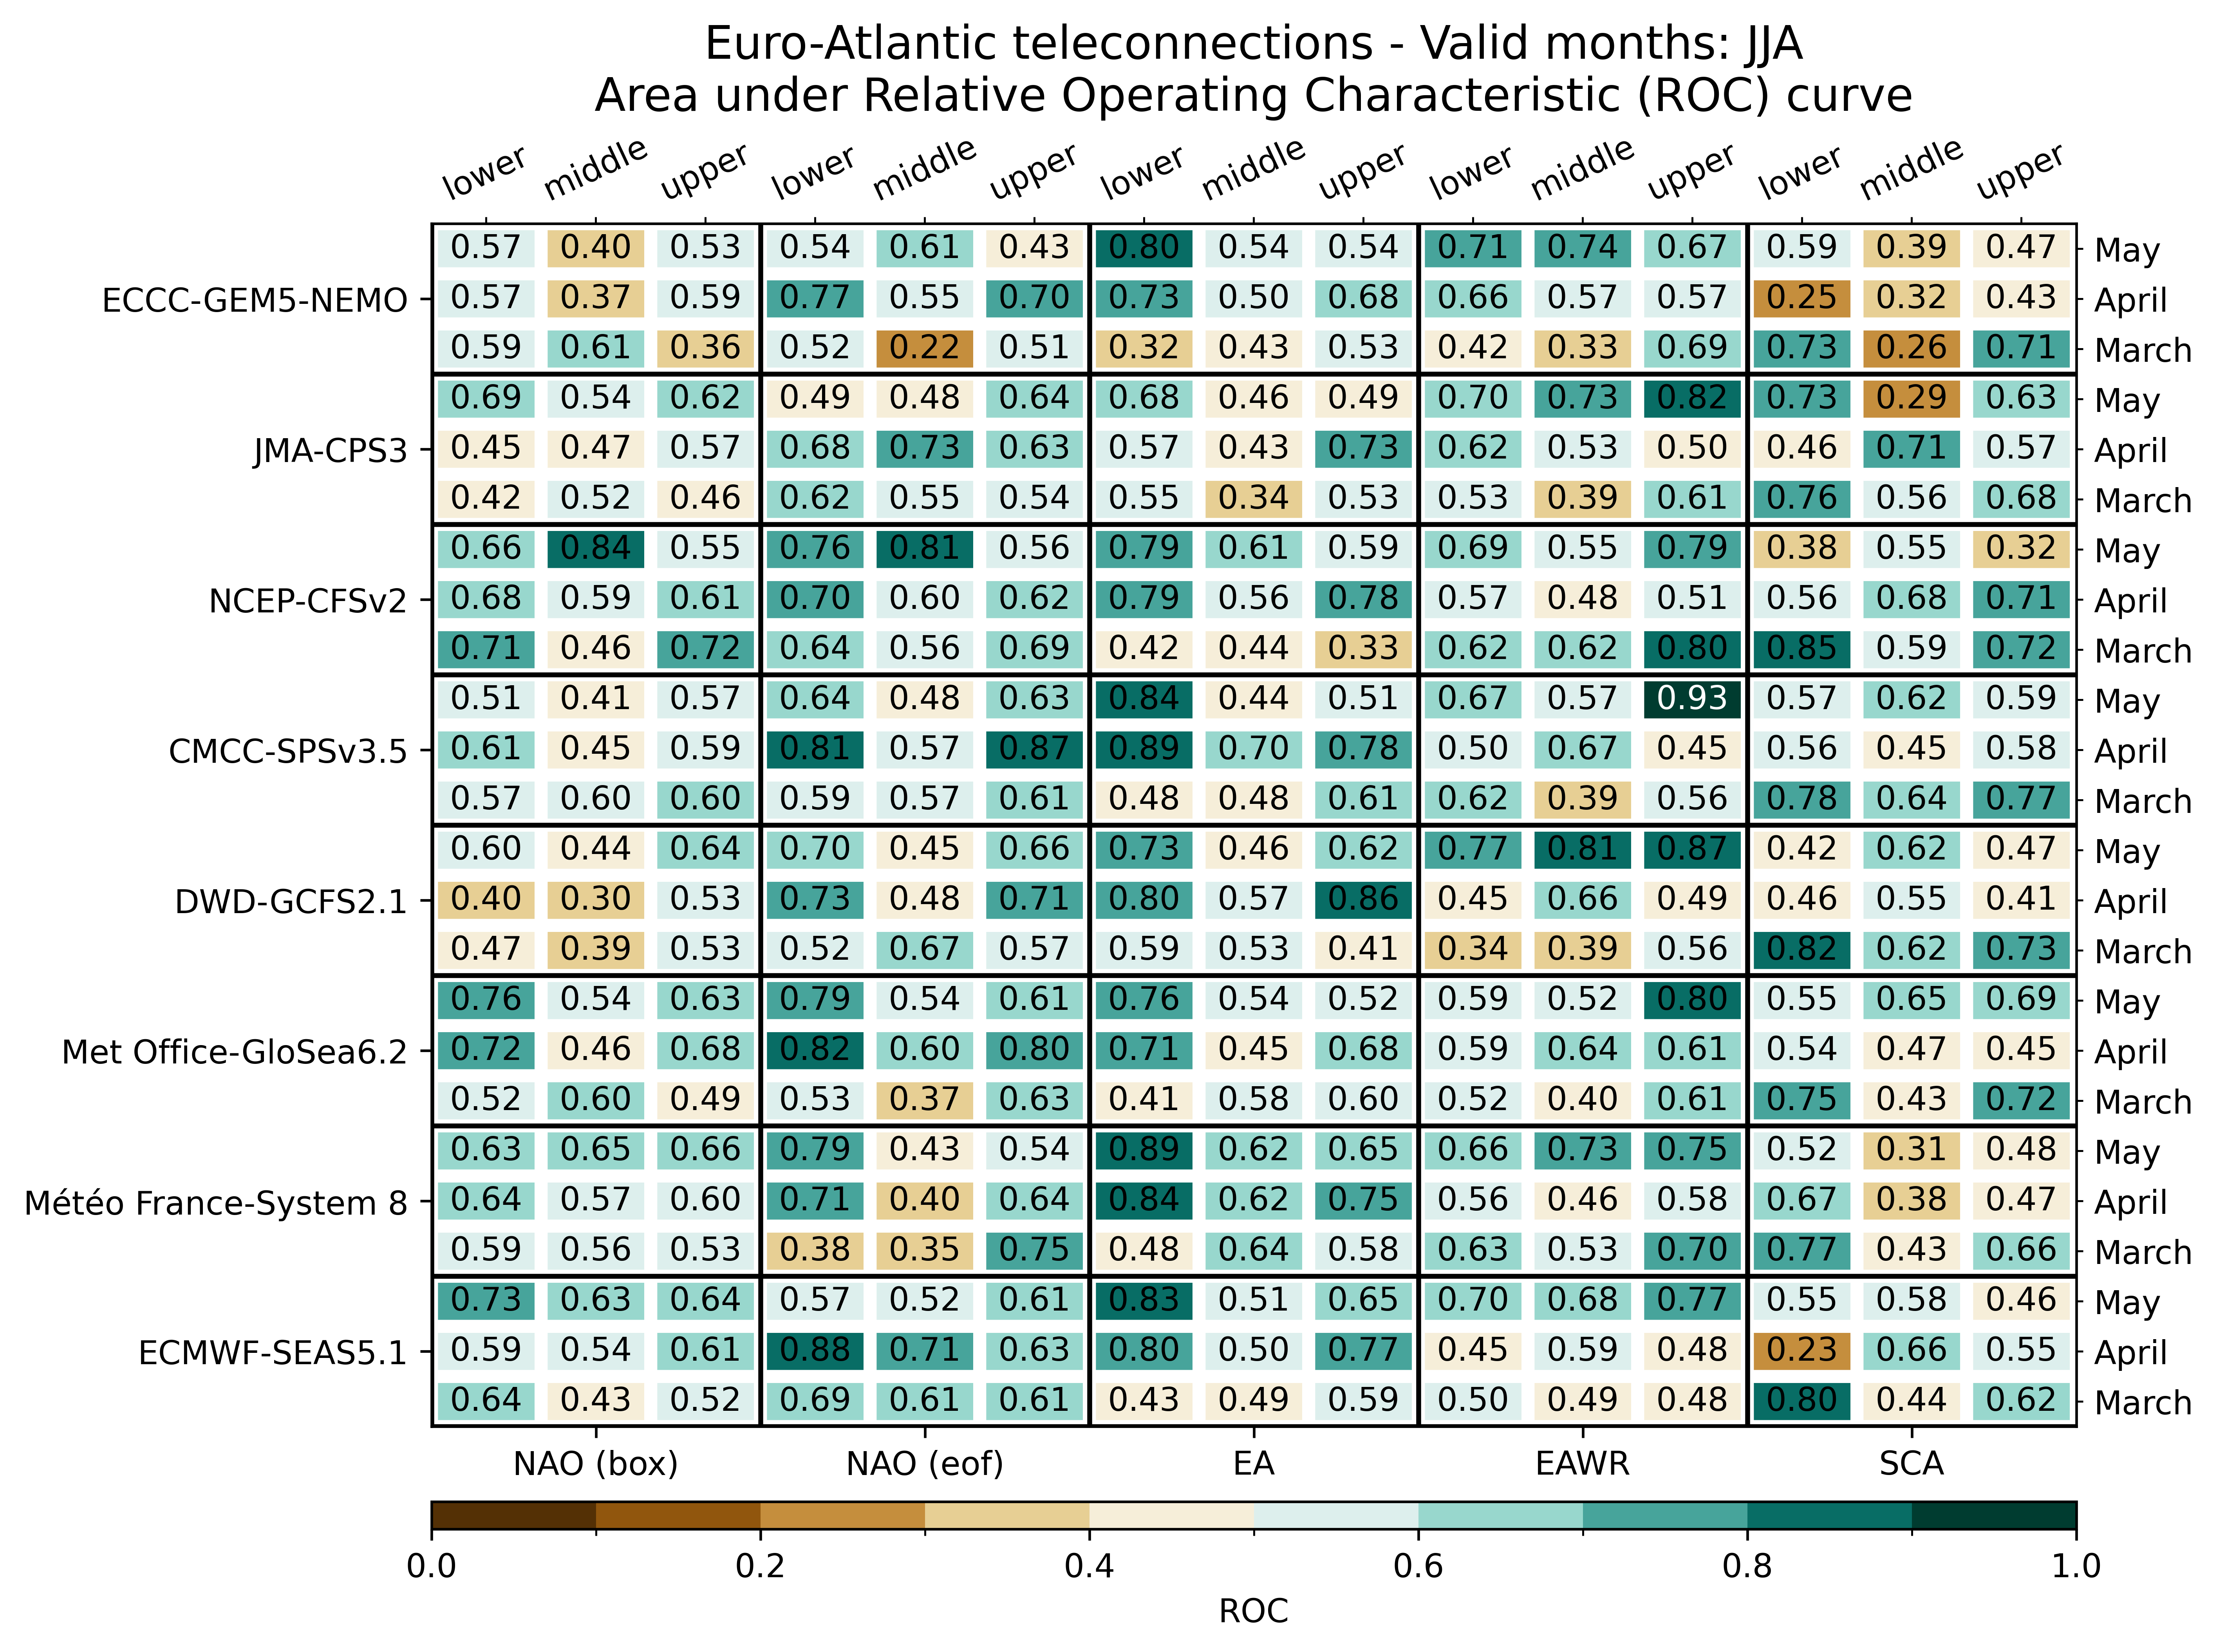 Euro-Atlantic teleconnections - Valid months: JJA
Area under Relative Operating Characteristic (ROC) curve
lower middle upper lower middle upper lower middle upper lower middle upper lower middle upper
0.57 0.40 0.53 0.54 0.61 0.43 0.80 0.54 0.54 0.71 0.74 0.67 0.59 0.39 0.47 May
ECCC-GEM5-NEMO 0.57 0.37 0.59 0.77 0.55 0.70 0.73 0.50 0.68 0.66 0.57 0.57 0.25 0.32 0.43 April
0.59 0.61 0.36 0.52 0.22 0.51 0.32 0.43 0.53 0.42 0.33 0.69 0.73 0.26 0.71 March
0.69 0.54 0.62 0.49 0.48 0.64 0.68 0.46 0.49 0.70 0.73 0.82 0.73 0.29 0.63 May
JMA-CPS3 0.45 0.47 0.57 0.68 0.73 0.63 0.57 0.43 0.73 0.62 0.53 0.50 0.46 0.71 0.57 April
0.42 0.52 0.46 0.62 0.55 0.54 0.55 0.34 0.53 0.53 0.39 0.61 0.76 0.56 0.68 March
0.66 0.84 0.55 0.76 0.81 0.56 0.79 0.61 0.59 0.69 0.55 0.79 0.38 0.55 0.32 May
NCEP-CFSv2 0.68 0.59 0.61 0.70 0.60 0.62 0.79 0.56 0.78 0.57 0.48 0.51 0.56 0.68 0.71 April
0.71 0.46 0.72 0.64 0.56 0.69 0.42 0.44 0.33 0.62 0.62 0.80 0.85 0.59 0.72 March
0.51 0.41 0.57 0.64 0.48 0.63 0.84 0.44 0.51 0.67 0.57 0.93 0.57 0.62 0.59 May
CMCC-SPSv3.5 0.61 0.45 0.59 0.81 0.57 0.87 0.89 0.70 0.78 0.50 0.67 0.45 0.56 0.45 0.58 April
0.57 0.60 0.60 0.59 0.57 0.61 0.48 0.48 0.61 0.62 0.39 0.56 0.78 0.64 0.77 March
0.60 0.44 0.64 0.70 0.45 0.66 0.73 0.46 0.62 0.77 0.81 0.87 0.42 0.62 0.47 May
DWD-GCFS2.1 0.40 0.30 0.53 0.73 0.48 0.71 0.80 0.57 0.86 0.45 0.66 0.49 0.46 0.55 0.41 April
0.47 0.39 0.53 0.52 0.67 0.57 0.59 0.53 0.41 0.34 0.39 0.56 0.82 0.62 0.73 March
0.76 0.54 0.63 0.79 0.54 0.61 0.76 0.54 0.52 0.59 0.52 0.80 0.55 0.65 0.69 May
Met Office-GloSea6.2 0.72 0.46 0.68 0.82 0.60 0.80 0.71 0.45 0.68 0.59 0.64 0.61 0.54 0.47 0.45 April
0.52 0.60 0.49 0.53 0.37 0.63 0.41 0.58 0.60 0.52 0.40 0.61 0.75 0.43 0.72 March
0.63 0.65 0.66 0.79 0.43 0.54 0.89 0.62 0.65 0.66 0.73 0.75 0.52 0.31 0.48 May
Météo France-System 8 0.64 0.57 0.60 0.71 0.40 0.64 0.84 0.62 0.75 0.56 0.46 0.58 0.67 0.38 0.47 April
0.59 0.56 0.53 0.38 0.35 0.75 0.48 0.64 0.58 0.63 0.53 0.70 0.77 0.43 0.66 March
0.73 0.63 0.64 0.57 0.52 0.61 0.83 0.51 0.65 0.70 0.68 0.77 0.55 0.58 0.46 May
ECMWF-SEAS5.1 0.59 0.54 0.61 0.88 0.71 0.63 0.80 0.50 0.77 0.45 0.59 0.48 0.23 0.66 0.55 April
0.64 0.43 0.52 0.69 0.61 0.61 0.43 0.49 0.59 0.50 0.49 0.48 0.80 0.44 0.62 March
NAO (box) NAO (eof) EA EAWR SCA
0.0 0.2 0.4 0.6 0.8 1.0
ROC